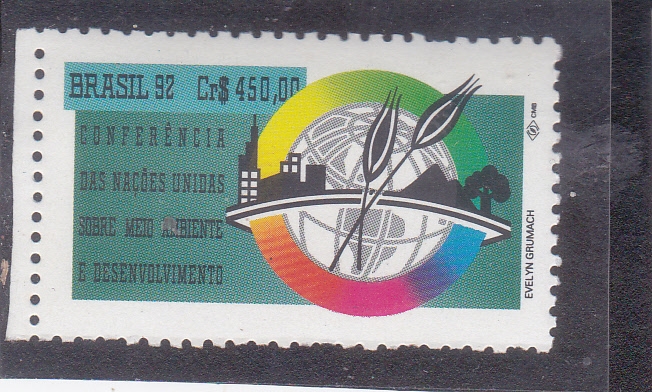 BRASIL 92 Cr$ 450,00
CONFERÊNCIA
DAS NAÇÕES UNIDAS
SOBRE MEIO AMBIENTE
E DESENVOLVIMENTO
CMB
EVELYN GRUMACH